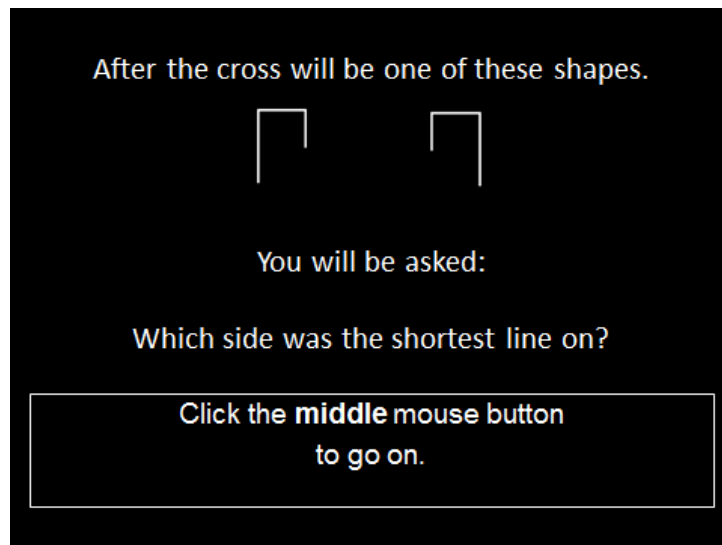 After the cross will be one of these shapes.
You will be asked:
Which side was the shortest line on?
Click the middle mouse button
to go on.